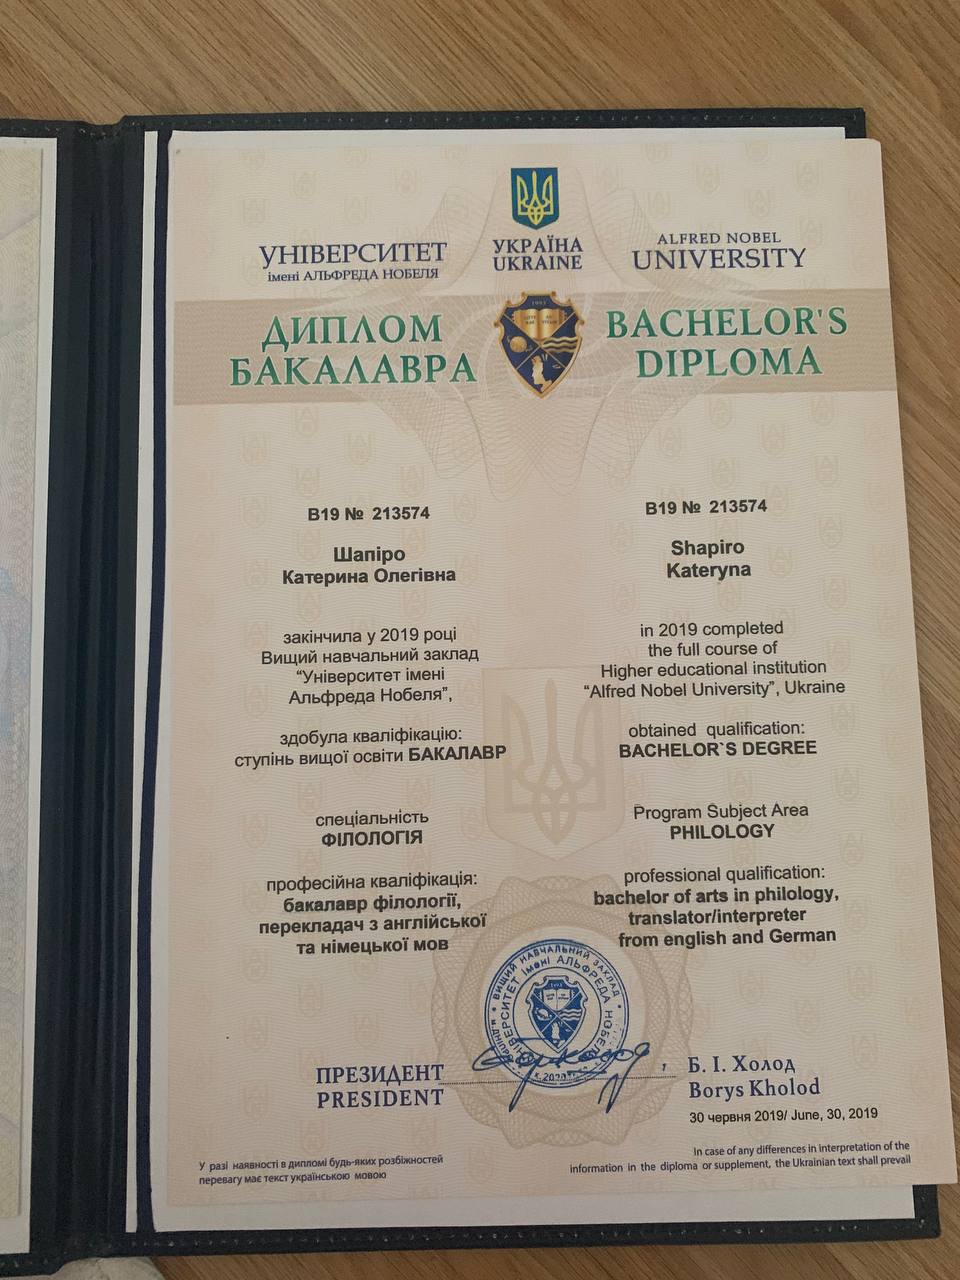 УКРАЇНА
UKRAINE
УНІВЕРСИТЕТ
імені АЛЬФРЕДА НОБЕЛЯ
ALFRED NOBEL
UNIVERSITY
ДИПЛОМ
БАКАЛАВРА
1993
BACHELOR'S
DIPLOMA
В19 № 213574
Шапіро
Катерина Олегівна
закінчила у 2019 році
Вищий навчальний заклад
“Університет імені
Альфреда Нобеля”,
здобула кваліфікацію:
ступінь вищої освіти БАКАЛАВР
спеціальність
ФІЛОЛОГІЯ
професійна кваліфікація:
бакалавр філології,
перекладач з англійської
та німецької мов
B19 № 213574
Shapiro
Kateryna
in 2019 completed
the full course of
Higher educational institution
“Alfred Nobel University”, Ukraine
obtained qualification:
BACHELOR`S DEGREE
Program Subject Area
PHILOLOGY
professional qualification:
bachelor of arts in philology,
translator/interpreter
from english and German
ВИЩИЙ НАВЧАЛЬНИЙ ЗАКЛАД
УНІВЕРСИТЕТ імені АЛЬФРЕДА НОБЕЛЯ
ПРЕЗИДЕНТ
PRESIDENT
Б. І. Холод
Borys Kholod
30 червня 2019/ June, 30, 2019
У разі наявності в дипломі будь-яких розбіжностей
перевагу має текст українською мовою
In case of any differences in interpretation of the
information in the diploma or supplement, the Ukrainian text shall prevail